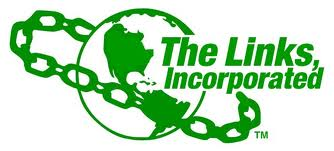 The Links,
Incorporated
TM